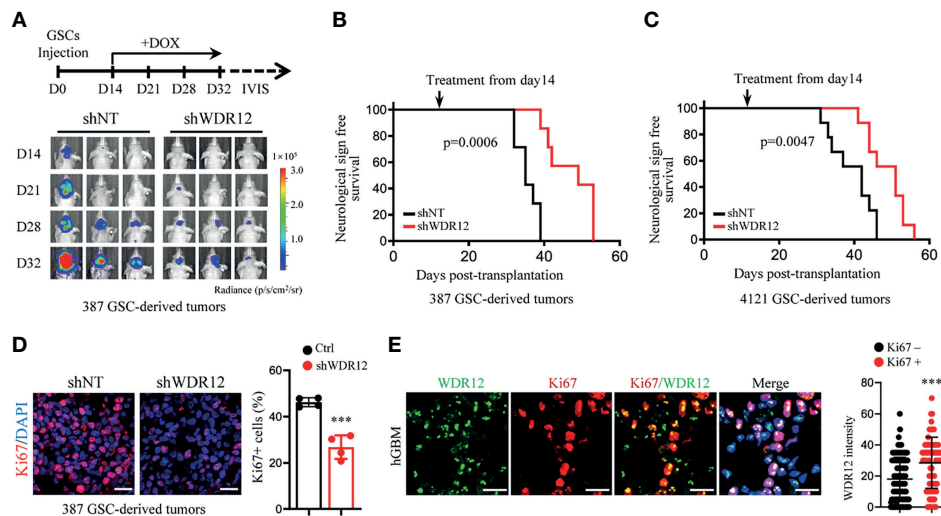 A
GSCs
Injection
+DOX
D0 D14 D21 D28 D32 IVIS
shNT shWDR12
D14
D21
D28
D32
1×10⁵
3.0
2.0
1.0
Radiance (p/s/cm²/sr)
387 GSC-derived tumors
B
Treatment from day14
Neurological sign free
survival
100
80
60
40
20
0
p=0.0006
shNT
shWDR12
0 20 40 60
Days post-transplantation
387 GSC-derived tumors
C
Treatment from day14
Neurological sign free
survival
100
80
60
40
20
0
p=0.0047
shNT
shWDR12
0 20 40 60
Days post-transplantation
4121 GSC-derived tumors
D
shNT shWDR12
Ki67/DAPI
387 GSC-derived tumors
Ctrl
shWDR12
Ki67+ cells (%)
60
40
20
0
***
E
WDR12 Ki67 Ki67/WDR12 Merge
hGBM
Ki67 –
Ki67 +
WDR12 intensity
80
60
40
20
0
***